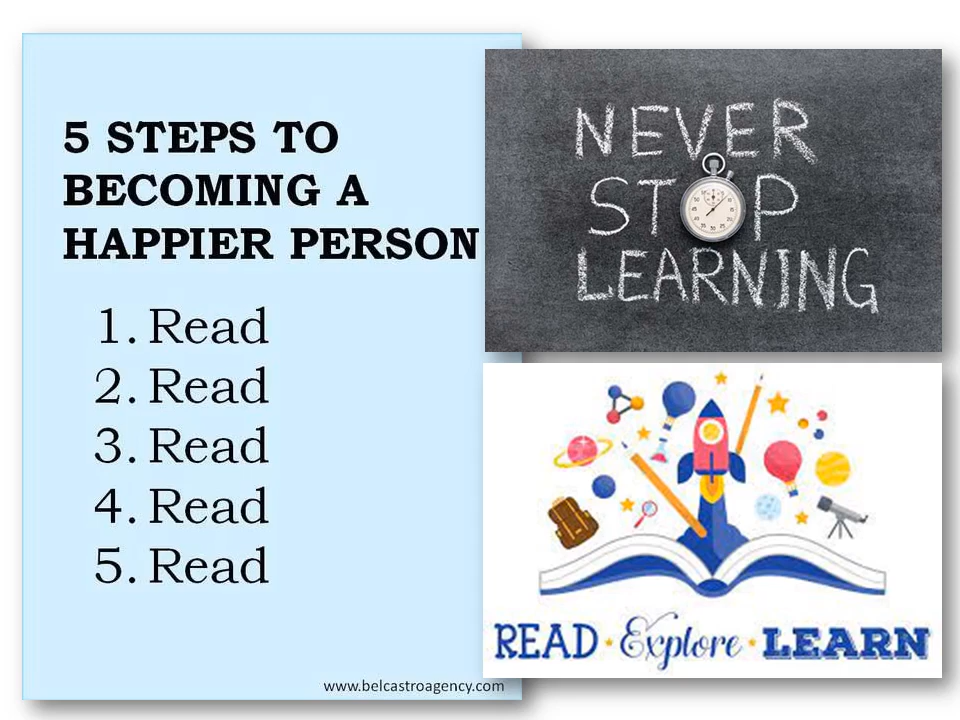 5 STEPS TO
BECOMING A
HAPPIER PERSON
1. Read
2. Read
3. Read
4. Read
5. Read
www.belcastroagency.com
NEVER
STOP
LEARNING
READ · Explore · LEARN